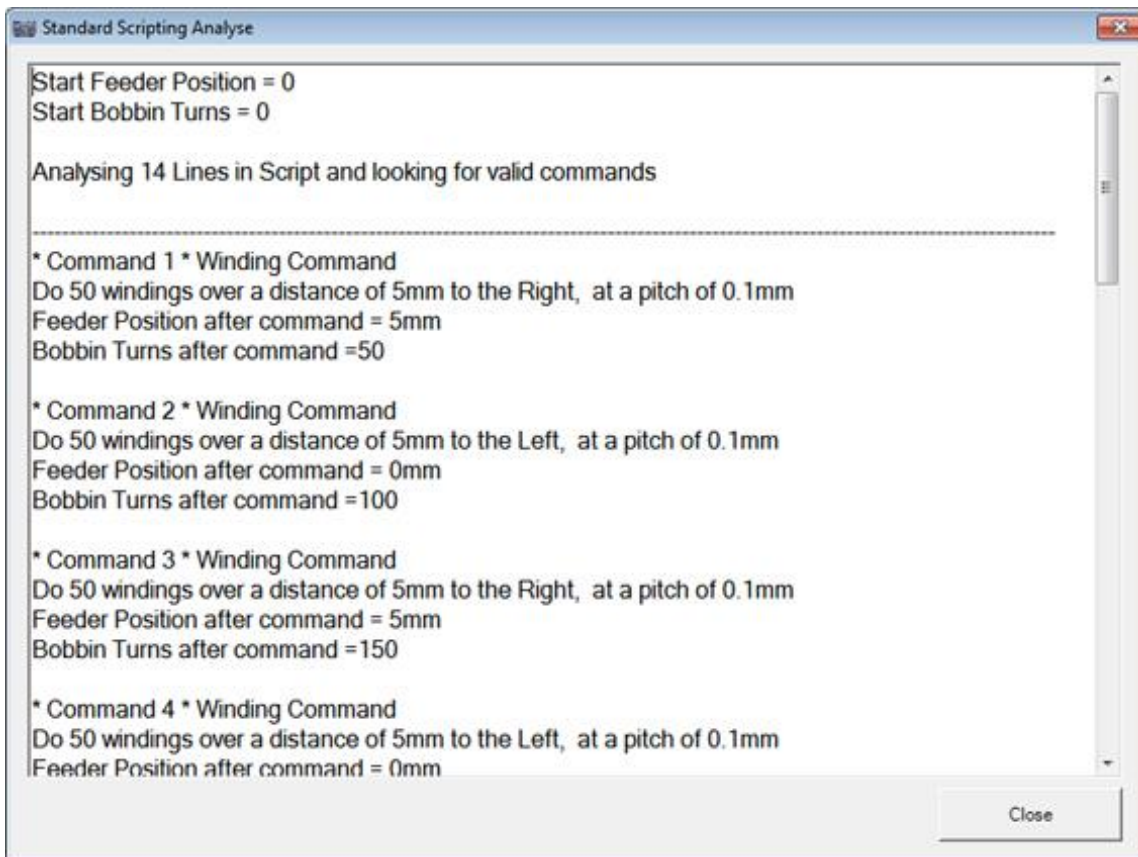 Standard Scripting Analyse
Start Feeder Position = 0
Start Bobbin Turns = 0
Analysing 14 Lines in Script and looking for valid commands
--------------------------------------------------------------------------------------------------------------------------------
* Command 1 * Winding Command
Do 50 windings over a distance of 5mm to the Right,  at a pitch of 0.1mm
Feeder Position after command = 5mm
Bobbin Turns after command =50
* Command 2 * Winding Command
Do 50 windings over a distance of 5mm to the Left,  at a pitch of 0.1mm
Feeder Position after command = 0mm
Bobbin Turns after command =100
* Command 3 * Winding Command
Do 50 windings over a distance of 5mm to the Right,  at a pitch of 0.1mm
Feeder Position after command = 5mm
Bobbin Turns after command =150
* Command 4 * Winding Command
Do 50 windings over a distance of 5mm to the Left,  at a pitch of 0.1mm
Feeder Position after command = 0mm
Close